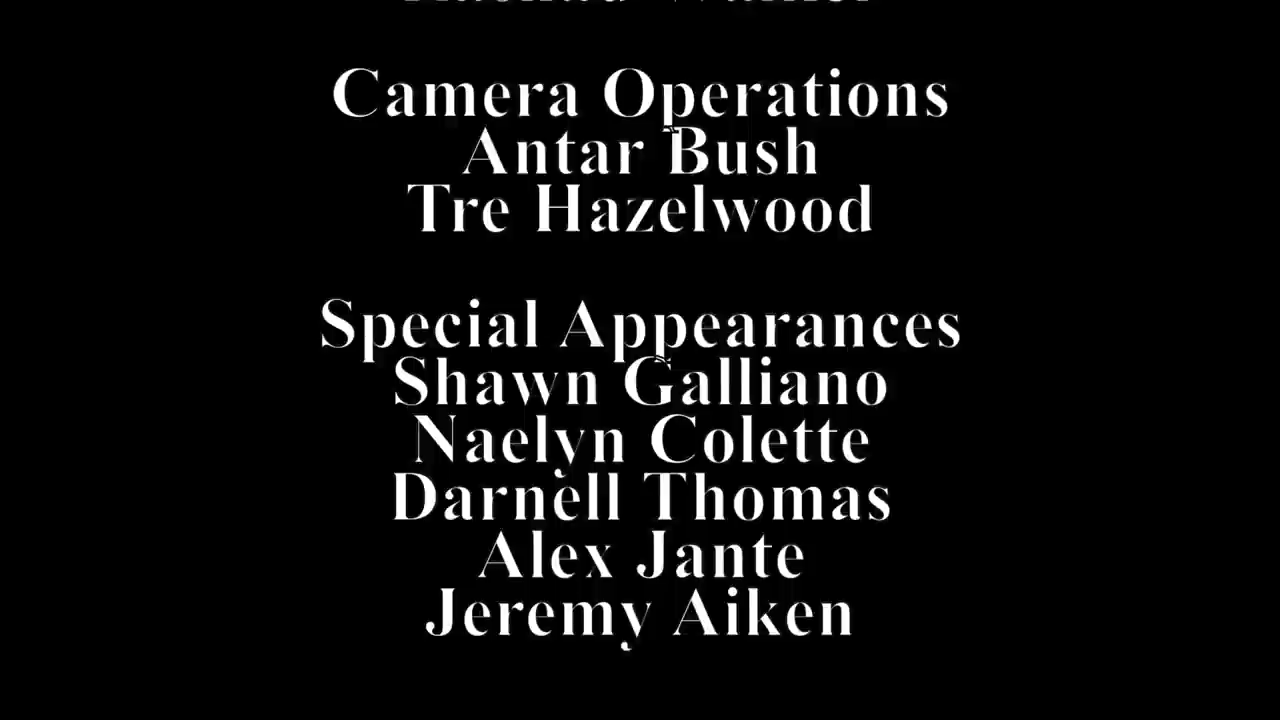 Camera Operations
Antar Bush
Tre Hazelwood
Special Appearances
Shawn Galliano
Naelyn Colette
Darnell Thomas
Alex Jante
Jeremy Aiken